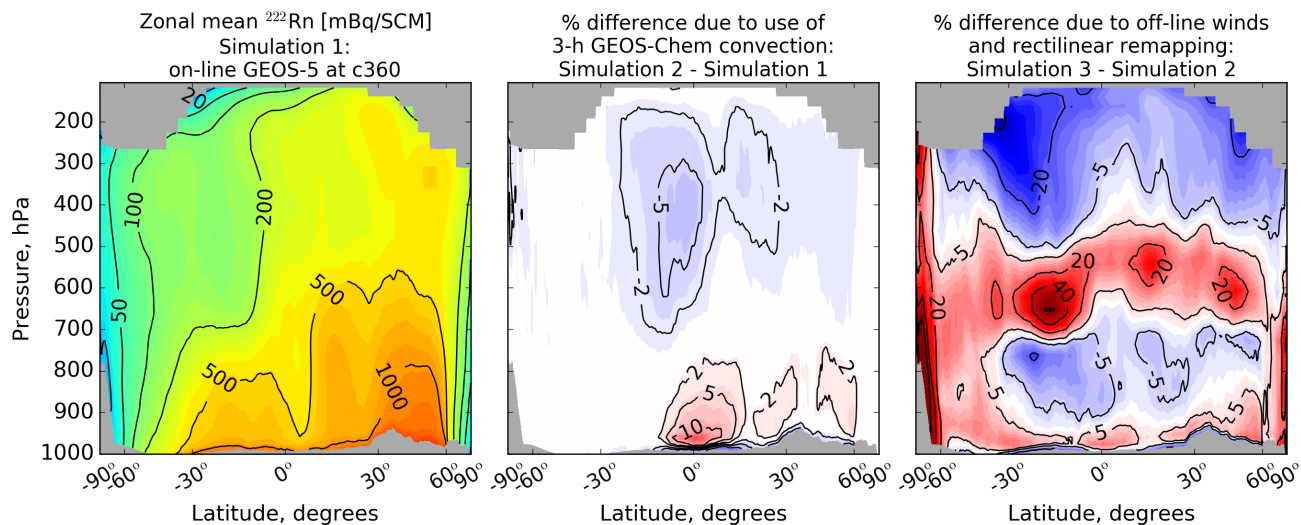 Zonal mean ²²²Rn [mBq/SCM]
Simulation 1:
on-line GEOS-5 at c360
% difference due to use of
3-h GEOS-Chem convection:
Simulation 2 - Simulation 1
% difference due to off-line winds
and rectilinear remapping:
Simulation 3 - Simulation 2
Pressure, hPa
200
300
400
500
600
700
800
900
1000
20
100
200
50
500
500
1000
-5
-2
-2
2
5
10
2
2
-20
-5
-5
5
20
40
20
20
20
-5
-5
5
5
5
-90° -60° -30° 0° 30° 60° 90°
-90° -60° -30° 0° 30° 60° 90°
-90° -60° -30° 0° 30° 60° 90°
Latitude, degrees
Latitude, degrees
Latitude, degrees